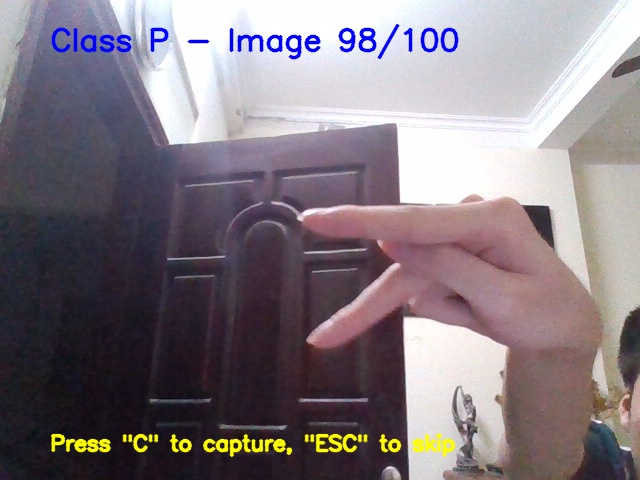 Class P - Image 98/100
Press "C" to capture, "ESC" to skip